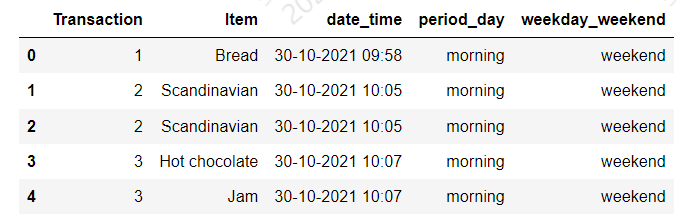 Transaction Item date_time period_day weekday_weekend
0 1 Bread 30-10-2021 09:58 morning weekend
1 2 Scandinavian 30-10-2021 10:05 morning weekend
2 2 Scandinavian 30-10-2021 10:05 morning weekend
3 3 Hot chocolate 30-10-2021 10:07 morning weekend
4 3 Jam 30-10-2021 10:07 morning weekend